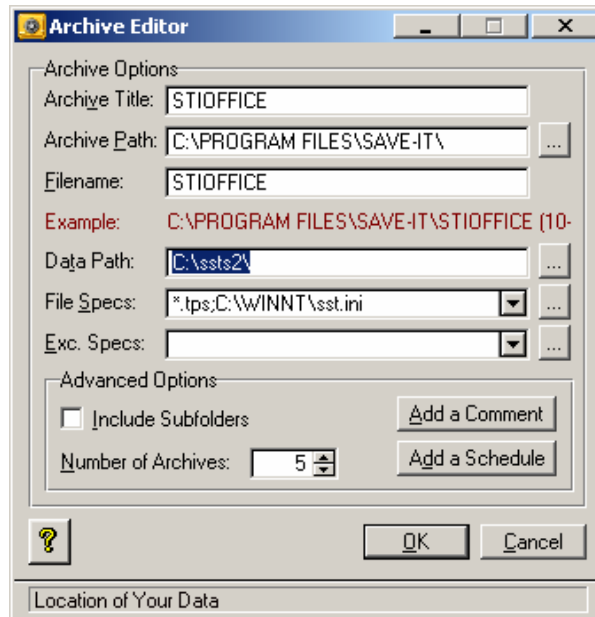 Archive Editor
Archive Options
Archive Title: STIOFFICE
Archive Path: C:\PROGRAM FILES\SAVE-IT\ ...
Filename: STIOFFICE
Example: C:\PROGRAM FILES\SAVE-IT\STIOFFICE (10-
Data Path: C:\ssts2\ ...
File Specs: *.tps;C:\WINNT\sst.ini ...
Exc. Specs: ...
Advanced Options
Include Subfolders Add a Comment
Number of Archives: 5 Add a Schedule
? OK Cancel
Location of Your Data